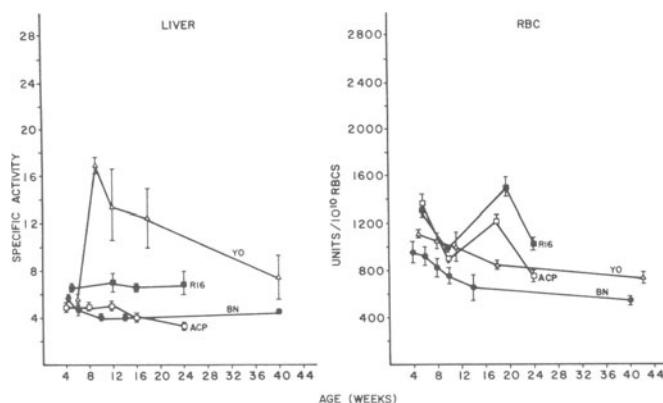 LIVER
RBC
28
24
20
16
12
8
4
SPECIFIC ACTIVITY
YO
R16
BN
ACP
4 8 12 16 20 24 28 32 36 40 44
2800
2400
2000
1600
1200
800
400
UNITS/10¹⁰ RBCS
R16
YO
ACP
BN
4 8 12 16 20 24 28 32 36 40 44
AGE (WEEKS)